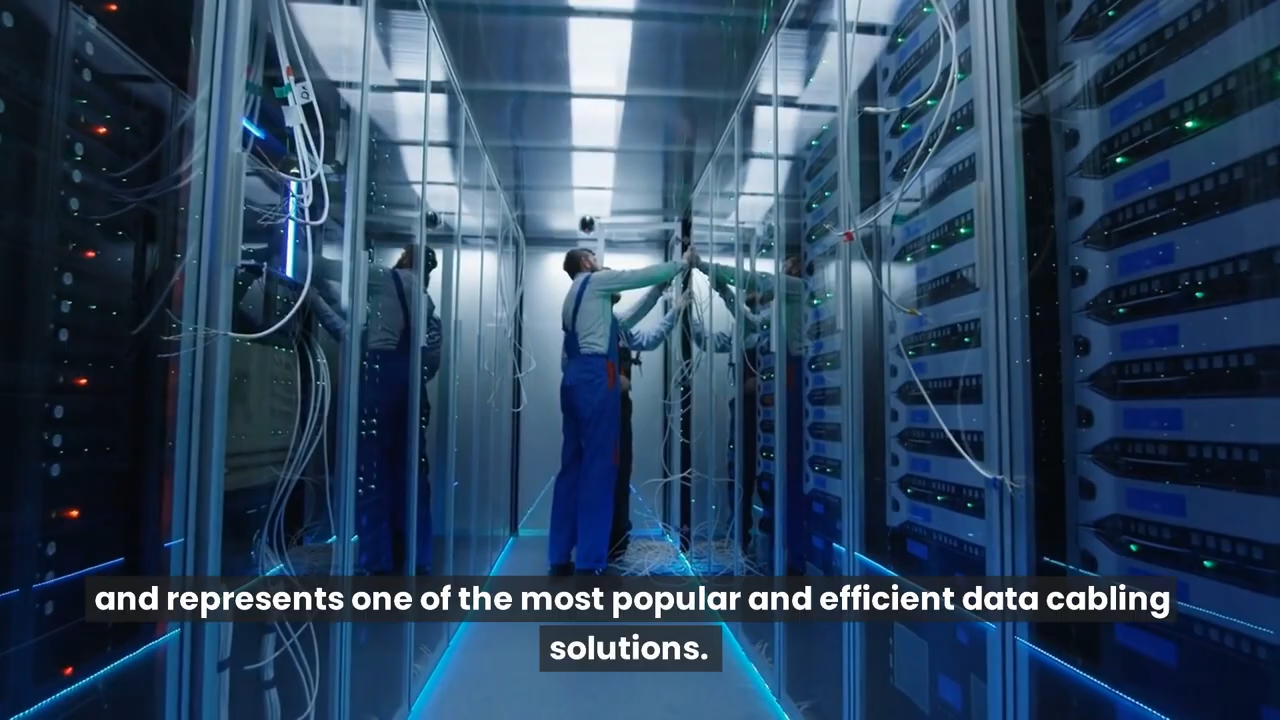 and represents one of the most popular and efficient data cabling
solutions.